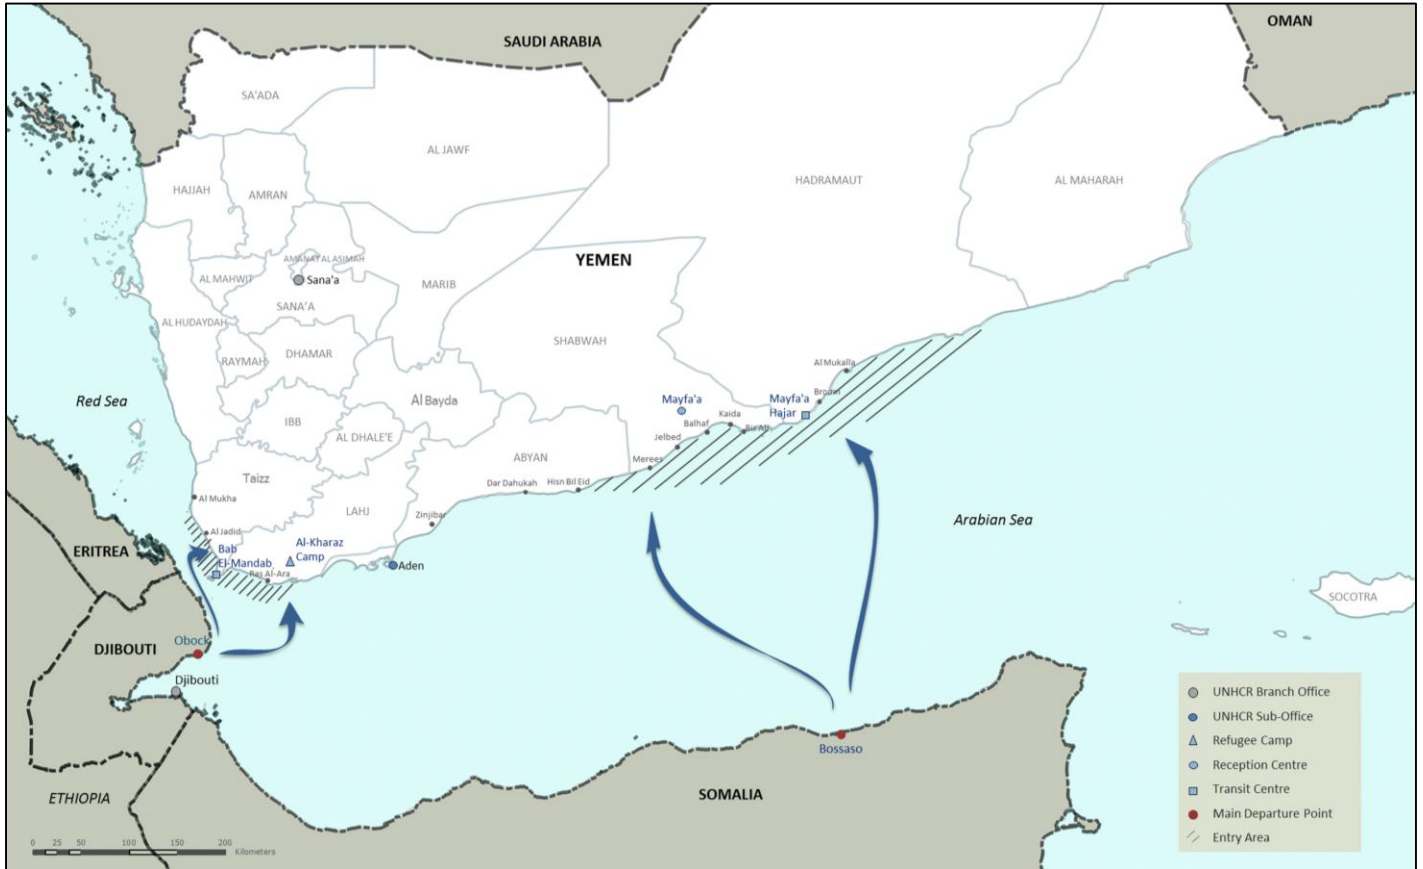 SAUDI ARABIA
OMAN
SA'ADA
AL JAWF
HADRAMAUT
AL MAHARAH
HAJJAH
AMRAN
AMANAT AL ASIMAH
YEMEN
AL MAHWIT
Sana'a
MARIB
SANA'A
AL HUDAYDAH
SHABWAH
DHAMAR
RAYMAH
Al Mukalla
Red Sea
Al Bayda
Mayfa'a
Mayfa'a
Hajar
Broom
IBB
Kaida
Balhaf
Bir Ali
AL DHALE'E
Jelbed
ABYAN
Merees
Taizz
Dar Dahukah
Hisn Bil Eid
Al Mukha
LAHJ
Zinjibar
Arabian Sea
Al Jadid
ERITREA
Bab
El-Mandab
Al-Kharaz
Camp
Ras Al-Ara
Aden
SOCOTRA
Obock
DJIBOUTI
Djibouti
Bossaso
ETHIOPIA
SOMALIA
UNHCR Branch Office
UNHCR Sub-Office
Refugee Camp
Reception Centre
Transit Centre
Main Departure Point
Entry Area
0 25 50 100 150 200
Kilometers